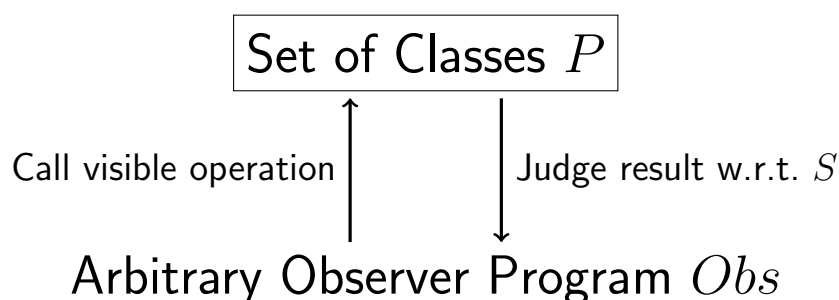 Set of Classes P
Call visible operation
Judge result w.r.t. S
Arbitrary Observer Program Obs